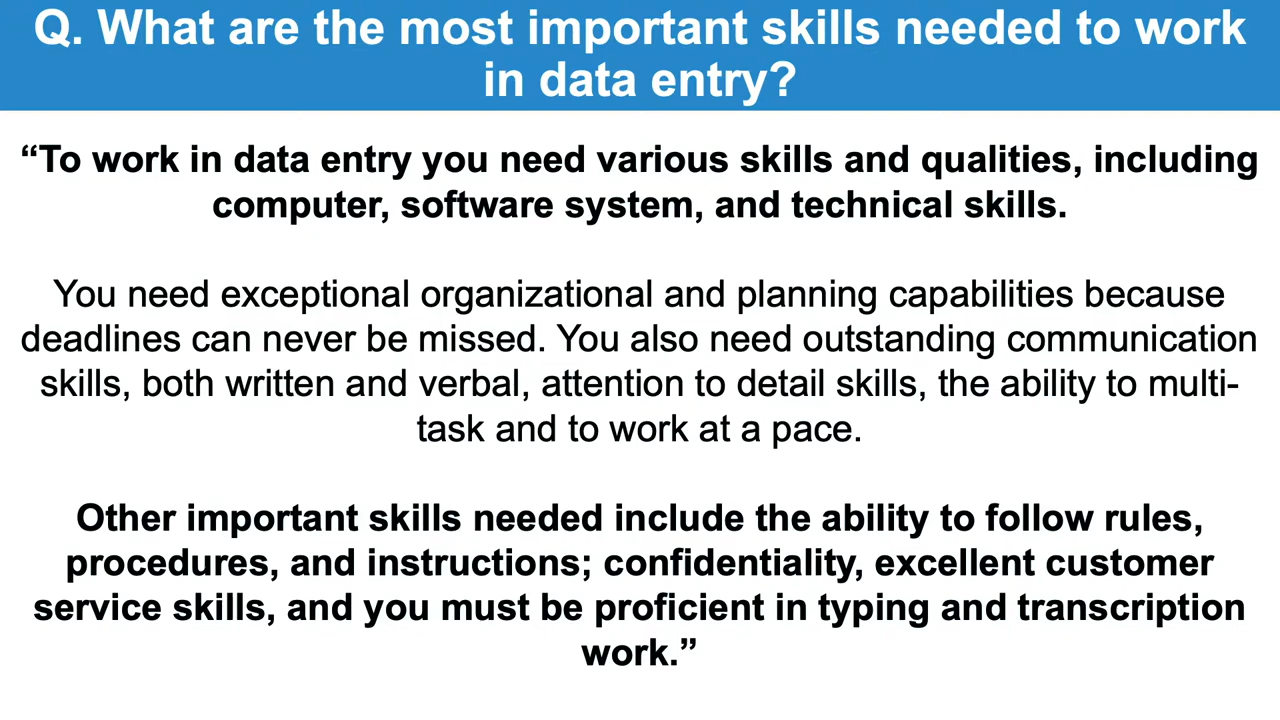 Q. What are the most important skills needed to work
in data entry?
“To work in data entry you need various skills and qualities, including
computer, software system, and technical skills.
You need exceptional organizational and planning capabilities because
deadlines can never be missed. You also need outstanding communication
skills, both written and verbal, attention to detail skills, the ability to multi-
task and to work at a pace.
Other important skills needed include the ability to follow rules,
procedures, and instructions; confidentiality, excellent customer
service skills, and you must be proficient in typing and transcription
work.”